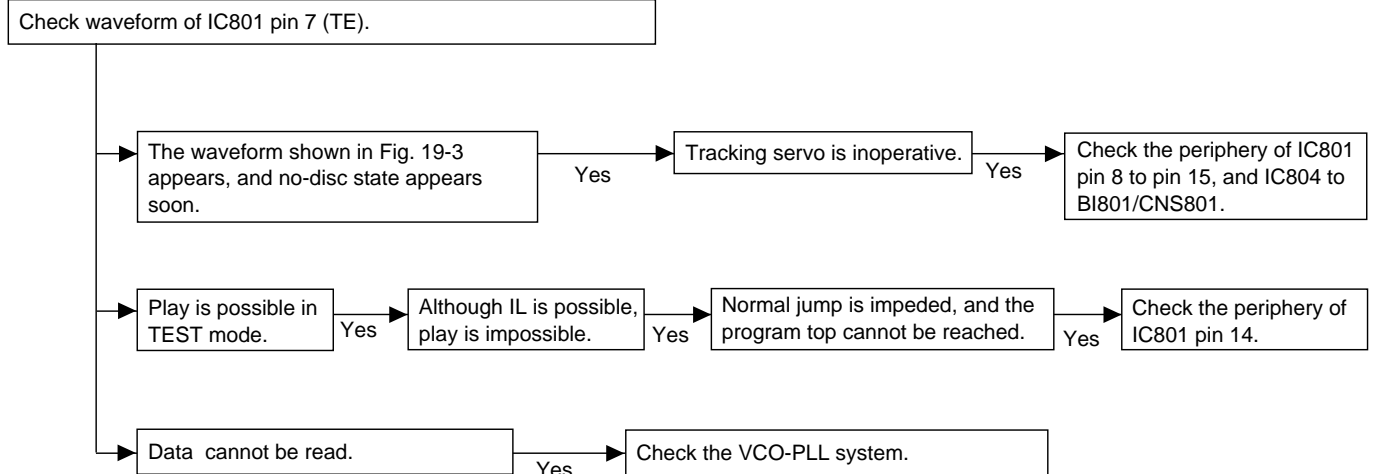 Check waveform of IC801 pin 7 (TE).
The waveform shown in Fig. 19-3
appears, and no-disc state appears
soon.
Yes
Tracking servo is inoperative.
Yes
Check the periphery of IC801
pin 8 to pin 15, and IC804 to
BI801/CNS801.
Play is possible in
TEST mode.
Yes
Although IL is possible,
play is impossible.
Yes
Normal jump is impeded, and the
program top cannot be reached.
Yes
Check the periphery of
IC801 pin 14.
Data cannot be read.
Yes
Check the VCO-PLL system.